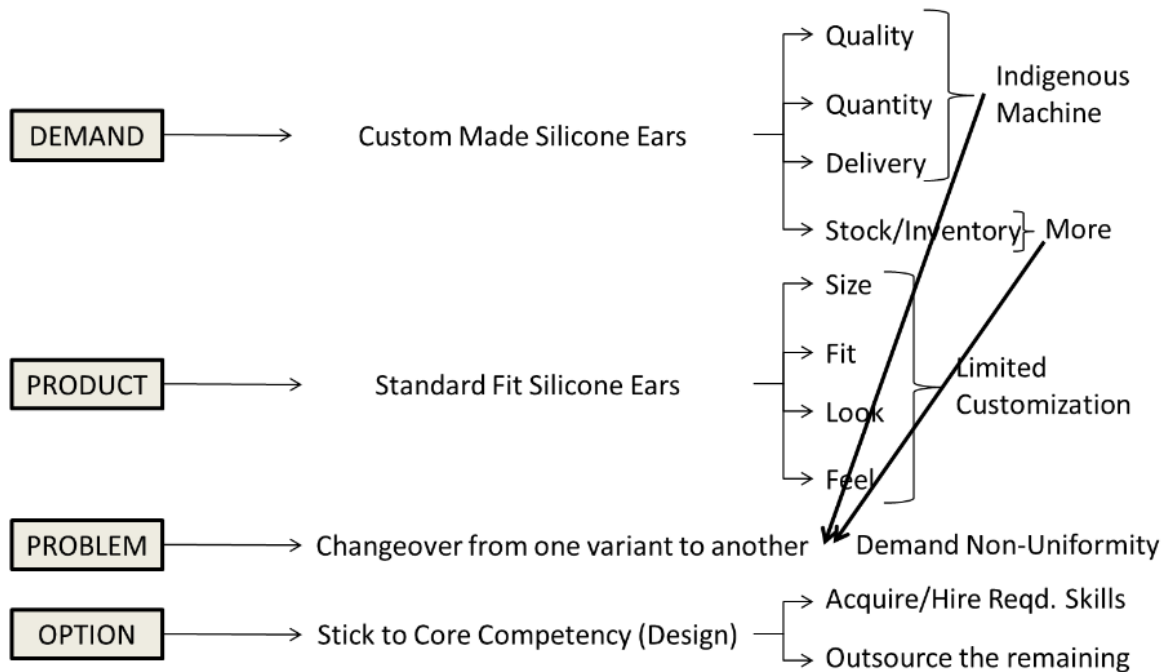 Quality
Indigenous
Machine
Quantity
DEMAND
Custom Made Silicone Ears
Delivery
Stock/Inventory
More
Size
Fit
Limited
Customization
PRODUCT
Standard Fit Silicone Ears
Look
Feel
PROBLEM
Changeover from one variant to another
Demand Non-Uniformity
Acquire/Hire Reqd. Skills
OPTION
Stick to Core Competency (Design)
Outsource the remaining